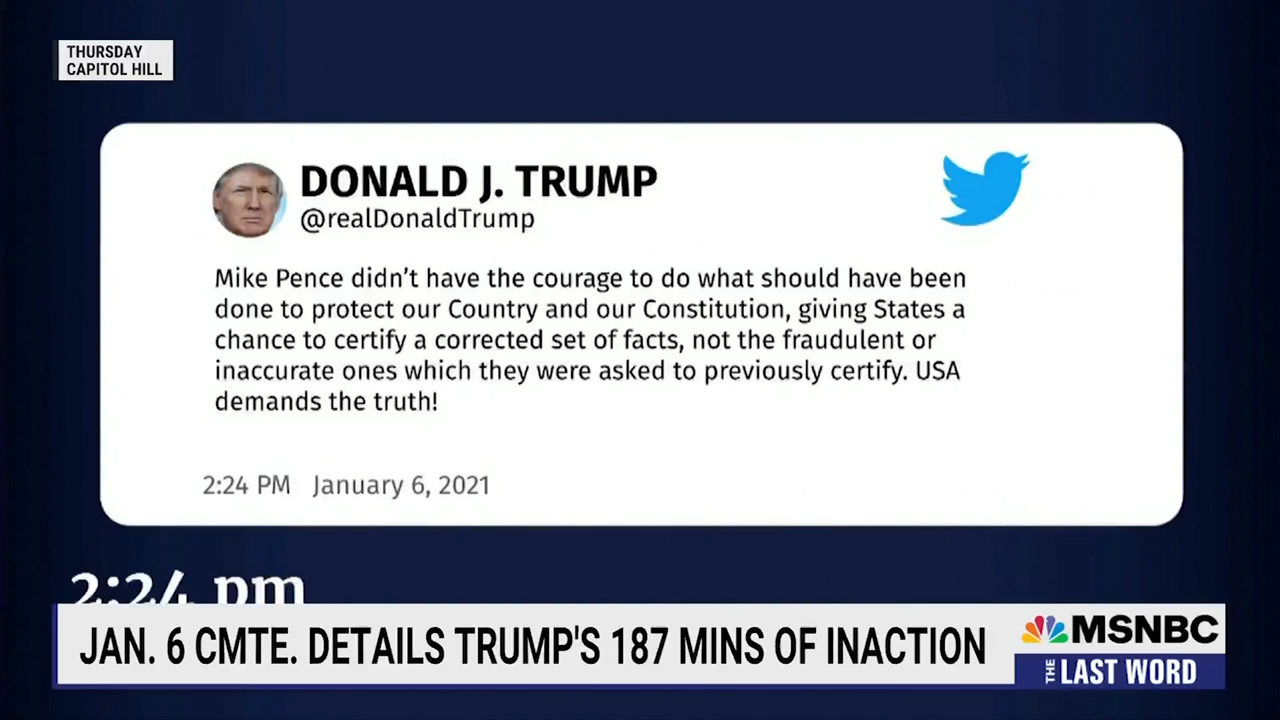 THURSDAY
CAPITOL HILL
DONALD J. TRUMP
@realDonaldTrump
Mike Pence didn’t have the courage to do what should have been
done to protect our Country and our Constitution, giving States a
chance to certify a corrected set of facts, not the fraudulent or
inaccurate ones which they were asked to previously certify. USA
demands the truth!
2:24 PM January 6, 2021
2:24 pm
JAN. 6 CMTE. DETAILS TRUMP'S 187 MINS OF INACTION
MSNBC
THE LAST WORD